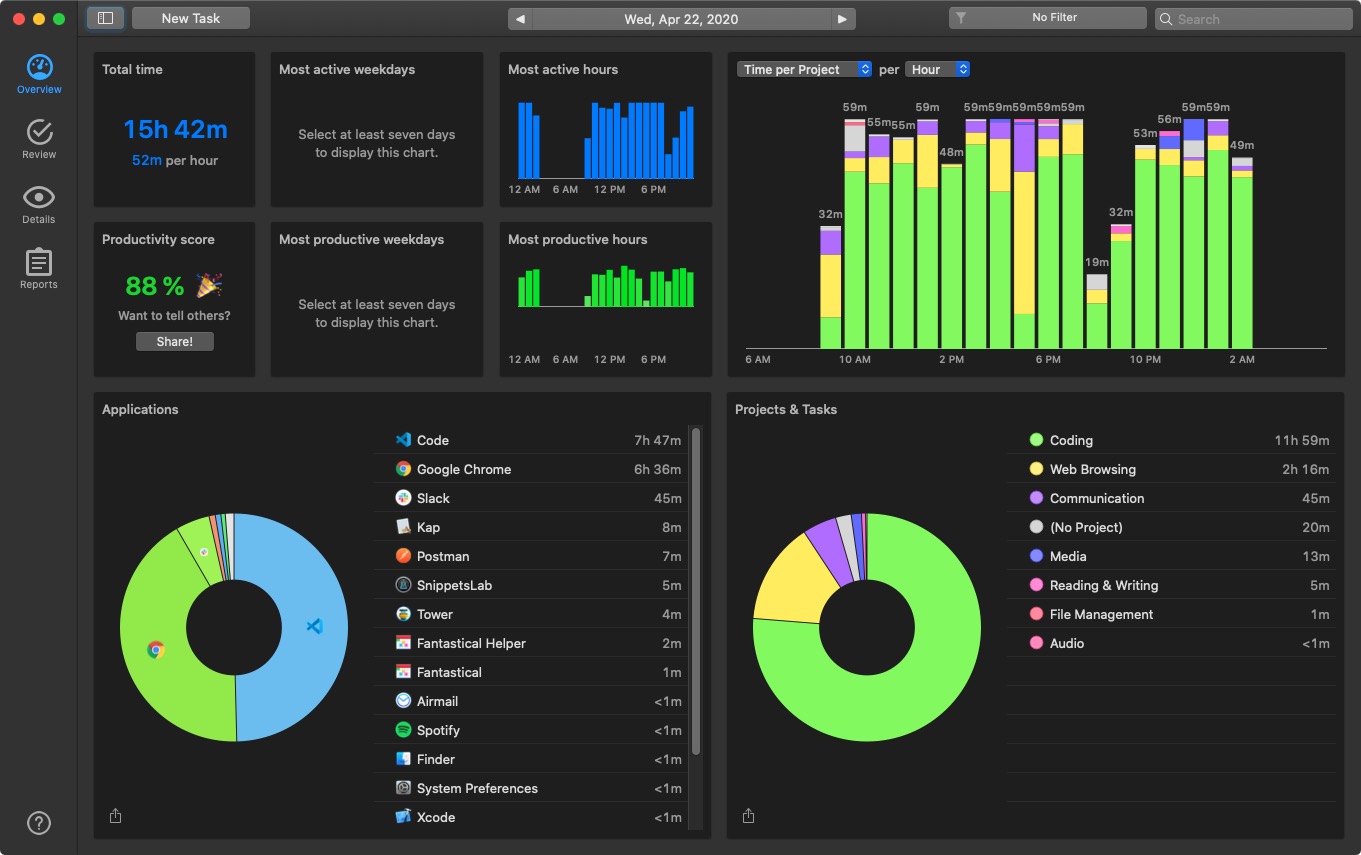 New Task
Wed, Apr 22, 2020
No Filter
Search
Overview
Review
Details
Reports
Total time
15h 42m
52m per hour
Most active weekdays
Select at least seven days
to display this chart.
Most active hours
12 AM 6 AM 12 PM 6 PM
Productivity score
88 %
Want to tell others?
Share!
Most productive weekdays
Select at least seven days
to display this chart.
Most productive hours
12 AM 6 AM 12 PM 6 PM
Time per Project per Hour
32m 59m 55m 55m 59m 48m 59m 59m 59m 59m 59m 19m 32m 53m 56m 59m 59m 49m
6 AM 10 AM 2 PM 6 PM 10 PM 2 AM
Applications
Code 7h 47m
Google Chrome 6h 36m
Slack 45m
Kap 8m
Postman 7m
SnippetsLab 5m
Tower 4m
Fantastical Helper 2m
Fantastical 1m
Airmail <1m
Spotify <1m
Finder <1m
System Preferences <1m
Xcode <1m
Projects & Tasks
Coding 11h 59m
Web Browsing 2h 16m
Communication 45m
(No Project) 20m
Media 13m
Reading & Writing 5m
File Management 1m
Audio <1m